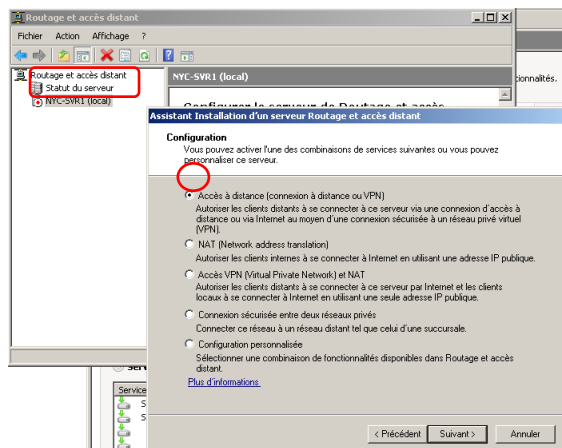 Routage et accès distant
Fichier Action Affichage ?
Routage et accès distant
Statut du serveur
NYC-SVR1 (local)
NYC-SVR1 (local)
ionnalités.
Configurer le serveur de Routage et accès
Assistant Installation d'un serveur Routage et accès distant
Configuration
Vous pouvez activer l'une des combinaisons de services suivantes ou vous pouvez
personnaliser ce serveur.
Accès à distance (connexion à distance ou VPN)
Autoriser les clients distants à se connecter à ce serveur via une connexion d'accès à
distance ou via Internet au moyen d'une connexion sécurisée à un réseau privé virtuel
(VPN).
NAT (Network address translation)
Autoriser les clients internes à se connecter à Internet en utilisant une adresse IP publique.
Accès VPN (Virtual Private Network) et NAT
Autoriser les clients distants à se connecter à ce serveur par Internet et les clients
locaux à se connecter à Internet en utilisant une seule adresse IP publique.
Connexion sécurisée entre deux réseaux privés
Connecter ce réseau à un réseau distant tel que celui d'une succursale.
Configuration personnalisée
Sélectionner une combinaison de fonctionnalités disponibles dans Routage et accès
distant.
Plus d'informations
Service
S
S
< Précédent Suivant > Annuler